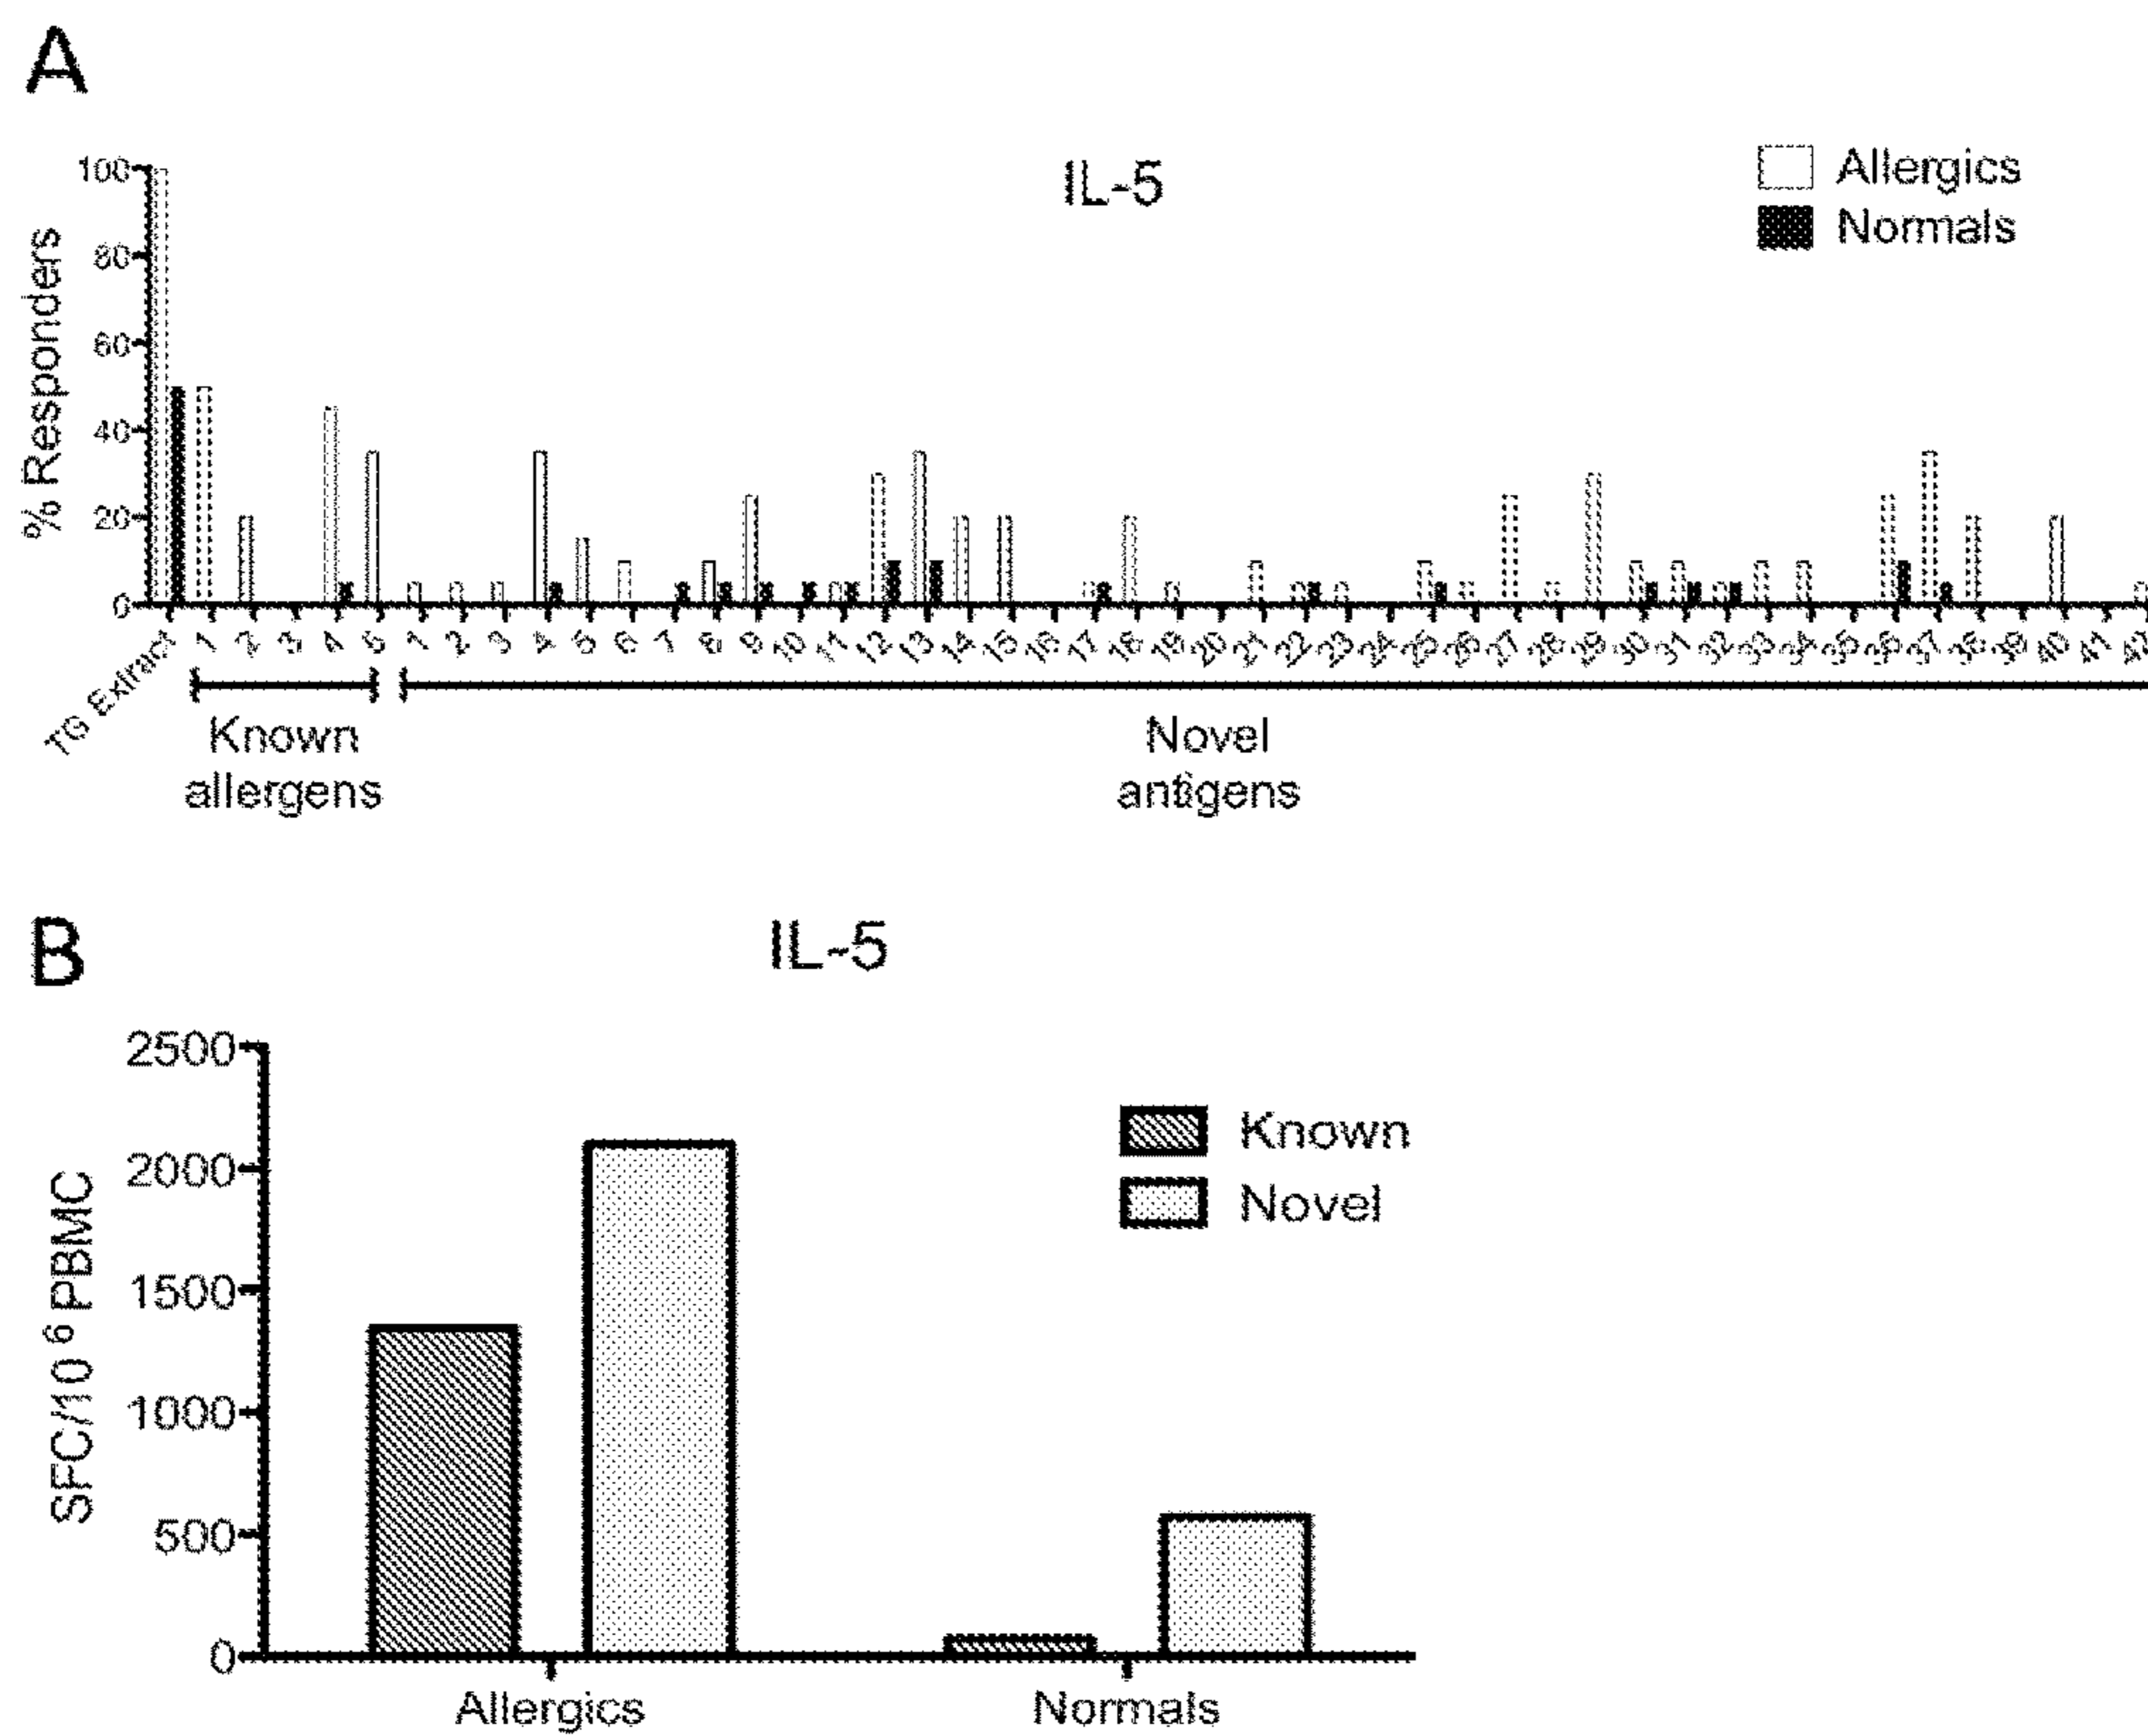 A
IL-5
Allergics
Normals
% Responders
100
80
60
40
20
0
TG Extract 1 2 3 4 5 1 2 3 4 5 6 7 8 9 10 11 12 13 14 15 16 17 18 19 20 21 22 23 24 25 26 27 28 29 30 31 32 33 34 35 36 37 38 39 40 41 42
Known
allergens
Novel
antigens
B
IL-5
SFC/10 6 PBMC
2500
2000
1500
1000
500
0
Known
Novel
Allergics
Normals